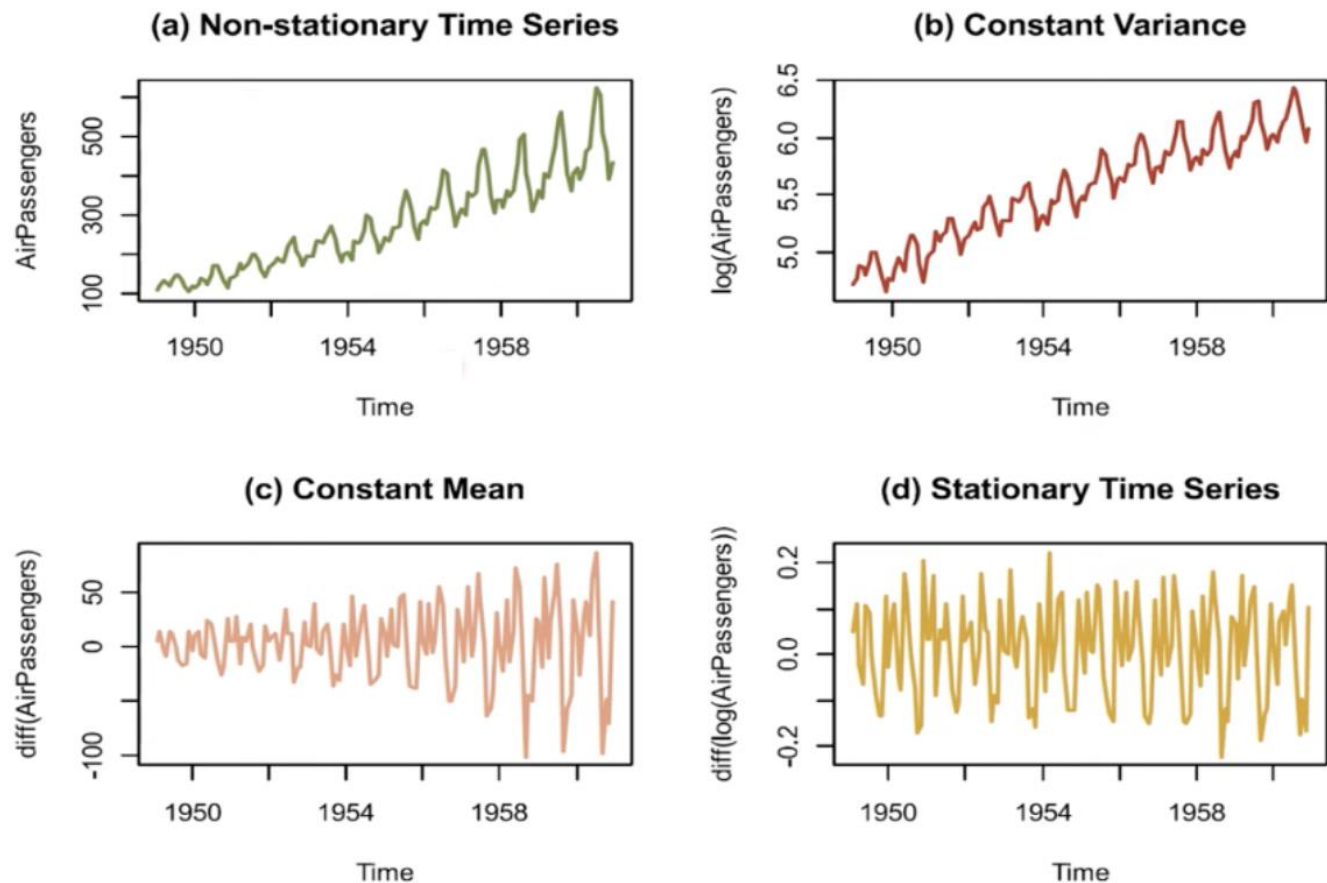 (a) Non-stationary Time Series
AirPassengers
100
300
500
1950
1954
1958
Time
(b) Constant Variance
log(AirPassengers)
5.0
5.5
6.0
6.5
1950
1954
1958
Time
(c) Constant Mean
diff(AirPassengers)
-100
0
50
1950
1954
1958
Time
(d) Stationary Time Series
diff(log(AirPassengers))
-0.2
0.0
0.2
1950
1954
1958
Time